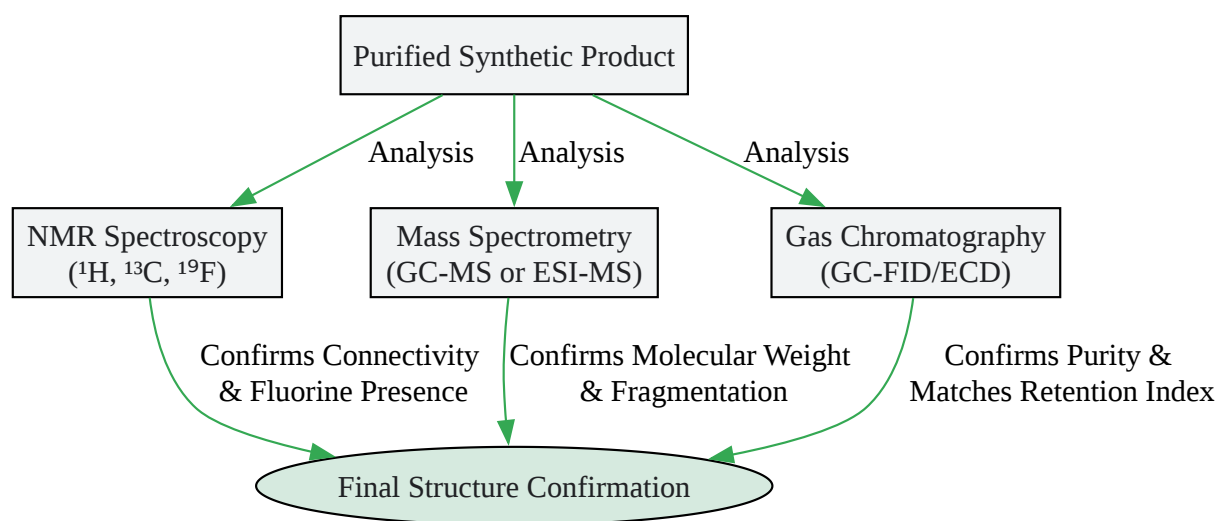 Purified Synthetic Product
Analysis
Analysis
Analysis
NMR Spectroscopy
(¹H, ¹³C, ¹⁹F)
Mass Spectrometry
(GC-MS or ESI-MS)
Gas Chromatography
(GC-FID/ECD)
Confirms Connectivity
& Fluorine Presence
Confirms Molecular Weight
& Fragmentation
Confirms Purity &
Matches Retention Index
Final Structure Confirmation